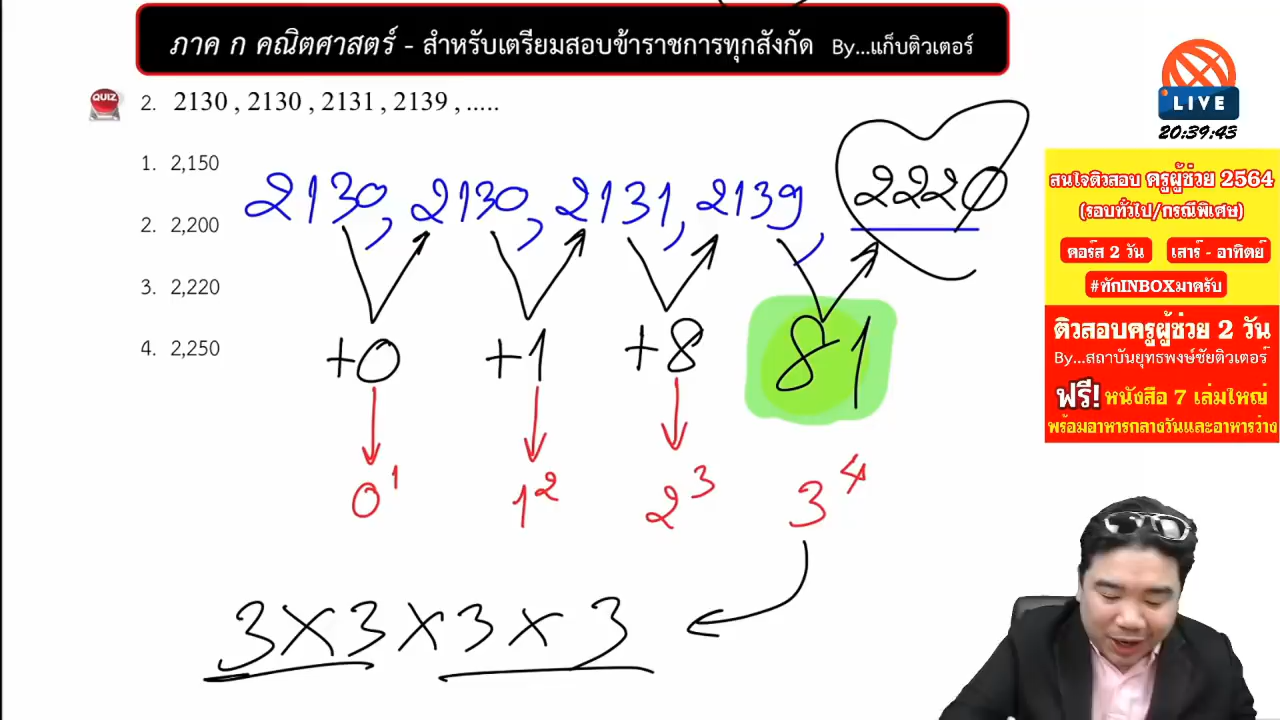 ภาค ก คณิตศาสตร์ - สำหรับเตรียมสอบข้าราชการทุกสังกัด By...แก็บติวเตอร์
QUIZ 2. 2130 , 2130 , 2131 , 2139 , .....
1. 2,150
2. 2,200
3. 2,220
4. 2,250
2130, 2130, 2131, 2139, 2220
+0 +1 +8 81
0¹ 1² 2³ 3⁴
3×3×3×3
LIVE
20:39:43
สนใจติวสอบ ครูผู้ช่วย 2564
(รอบทั่วไป/กรณีพิเศษ)
คอร์ส 2 วัน เสาร์ - อาทิตย์
#ทักINBOXมาครับ
ติวสอบครูผู้ช่วย 2 วัน
By...สถาบันยุทธพงษ์ชัยติวเตอร์
ฟรี! หนังสือ 7 เล่มใหญ่
พร้อมอาหารกลางวันและอาหารว่าง